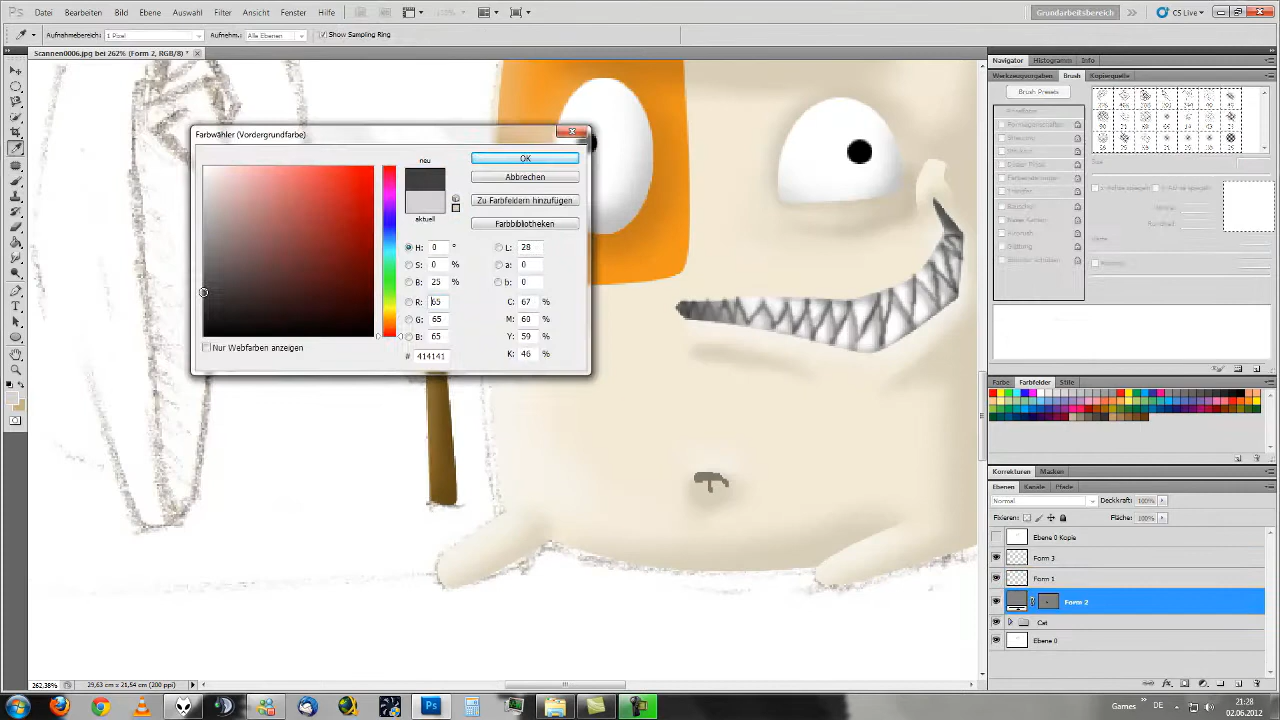 Ps Datei Bearbeiten Bild Ebene Auswahl Filter Ansicht Fenster Hilfe
Grundarbeitsbereich
CS Live
Aufnahmebereich: 1 Pixel Aufnehm.: Alle Ebenen Show Sampling Ring
Scannen0006.jpg bei 262% (Form 2, RGB/8) *
Navigator Histogramm Info
Werkzeugvorgaben Brush Kopierquelle
Brush Presets
Farbwähler (Vordergrundfarbe)
neu
aktuell
OK
Abbrechen
Zu Farbfeldern hinzufügen
Farbbibliotheken
H: 0 ° L: 28
S: 0 % a: 0
B: 25 % b: 0
R: 65 C: 67 %
G: 65 M: 60 %
B: 65 Y: 59 %
# 414141 K: 46 %
Nur Webfarben anzeigen
Farbe Farbfelder Stile
Korrekturen Masken
Ebenen Kanäle Pfade
Normal Deckkraft: 100%
Fixieren: Fläche: 100%
Ebene 0 Kopie
Form 3
Form 1
Form 2
Cat
Ebene 0
262.38% 29,63 cm x 21,54 cm (200 ppi)
Ps
Games DE
21:28
02.06.2012